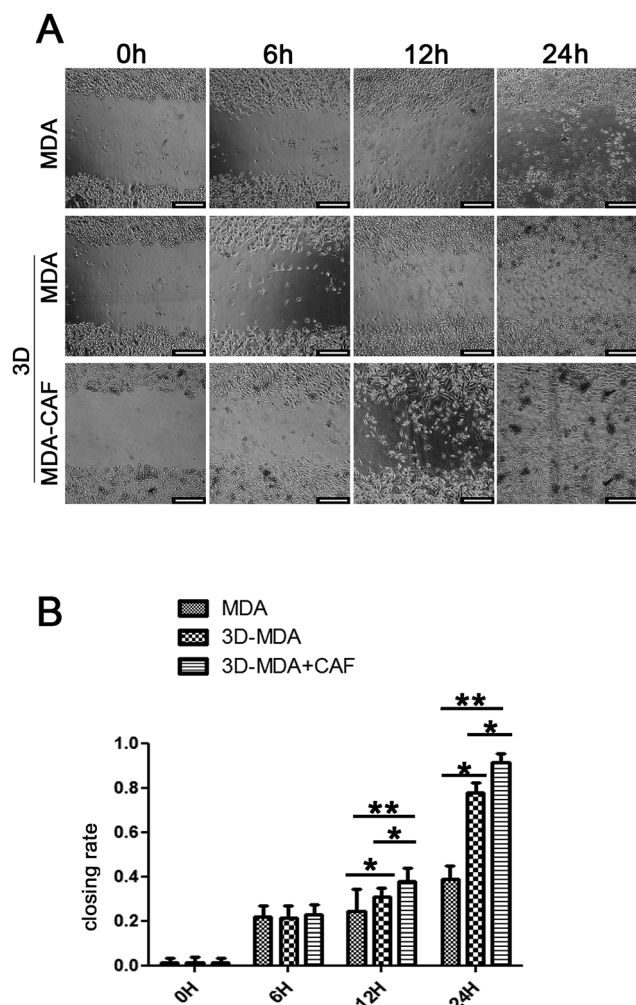 A
0h 6h 12h 24h
MDA
3D
MDA
MDA-CAF
B
MDA
3D-MDA
3D-MDA+CAF
** 
* 
** 
* 
* 
*
closing rate
1.0
0.8
0.6
0.4
0.2
0.0
0H 6H 12H 24H